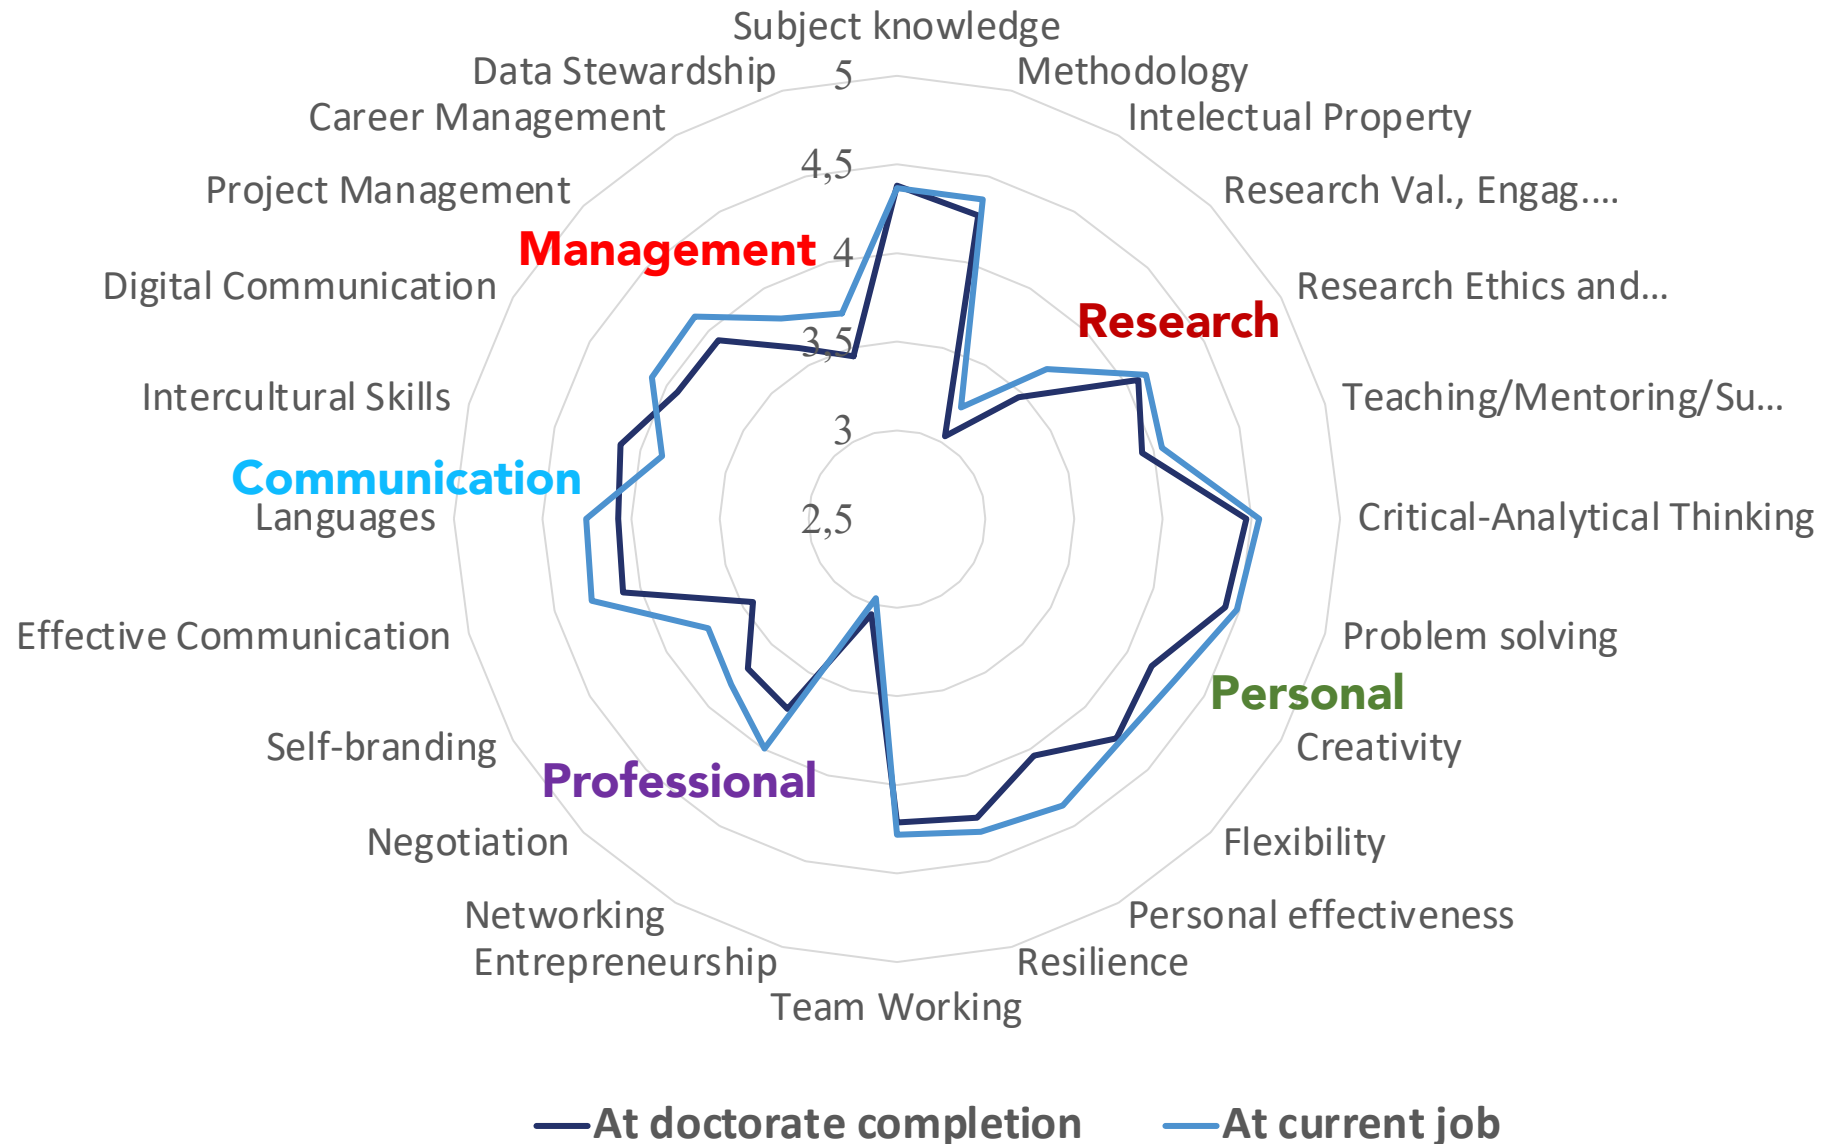 Subject knowledge
Data Stewardship
5
Methodology
Career Management
Intelectual Property
4,5
Project Management
Research Val., Engag....
Management
4
Digital Communication
Research Ethics and...
Research
3,5
Intercultural Skills
Teaching/Mentoring/Su...
3
Communication
Languages
2,5
Critical-Analytical Thinking
Effective Communication
Problem solving
Personal
Self-branding
Creativity
Professional
Negotiation
Flexibility
Networking
Personal effectiveness
Entrepreneurship
Resilience
Team Working
At doctorate completion
At current job